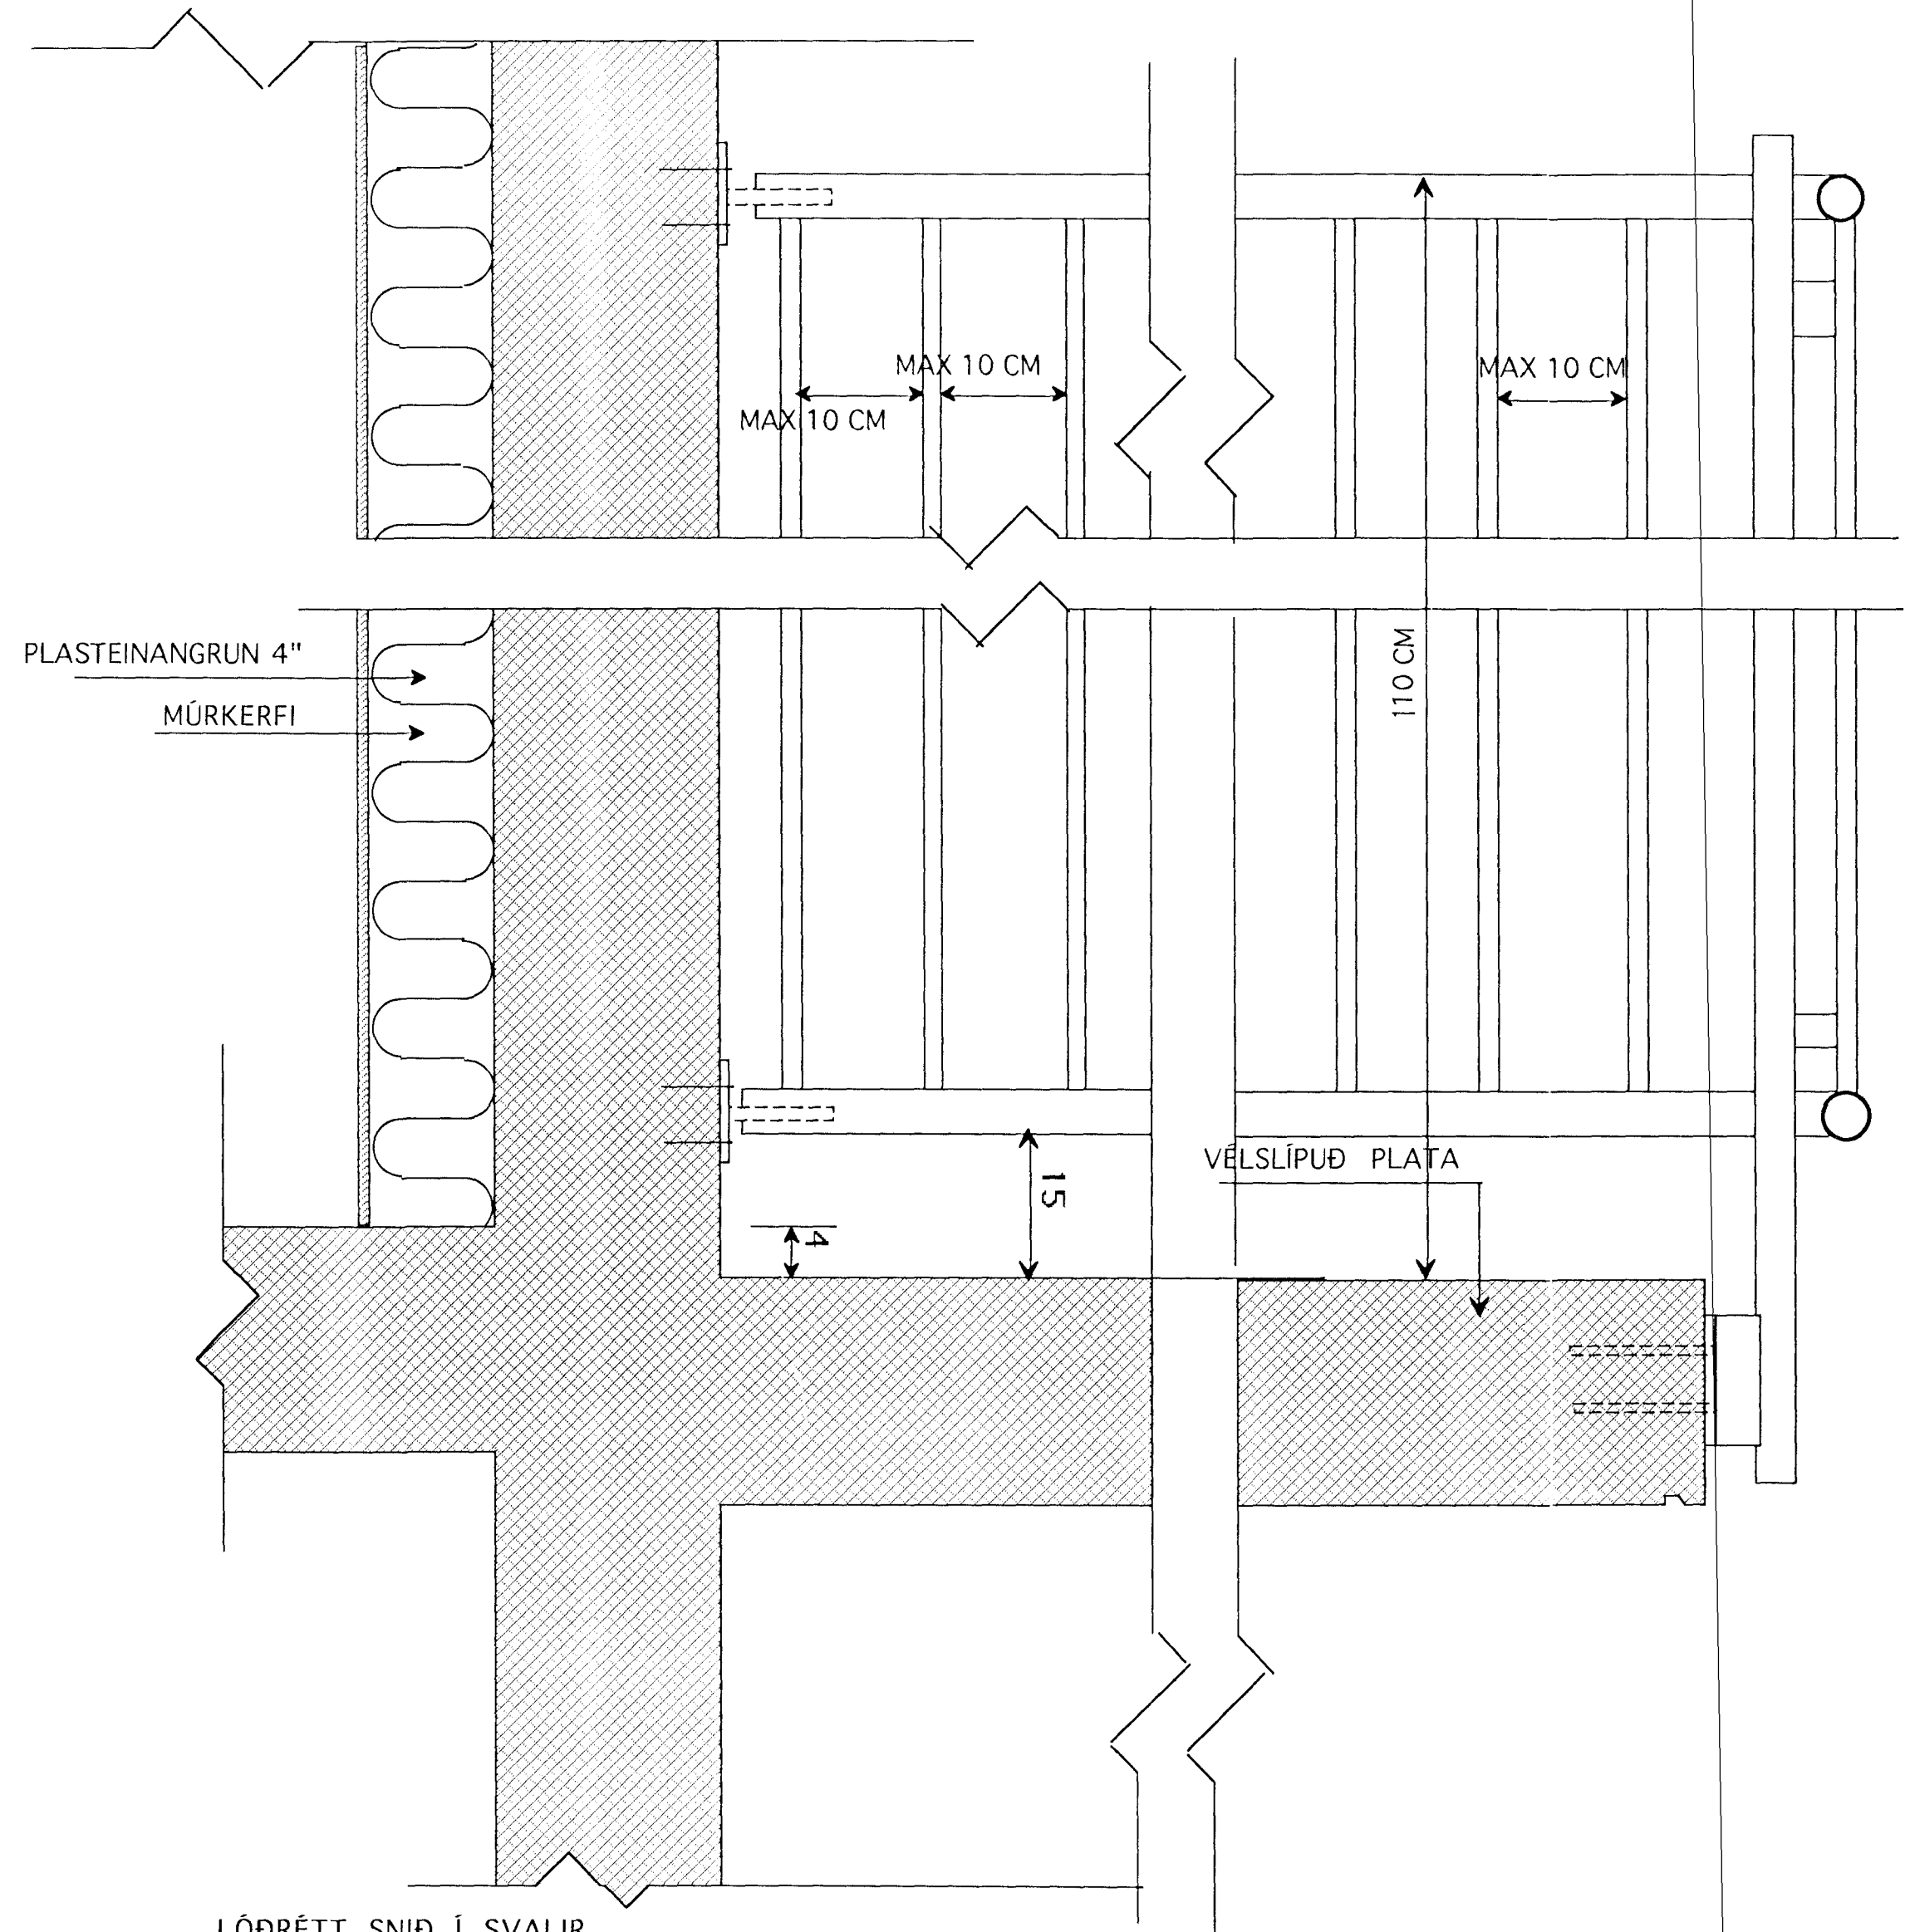 MAX 10 CM
MAX 10 CM
MAX 10 CM
PLASTEINANGRUN 4"
MÚRKERFI
110 CM
VÉLSLÍPUÐ PLATA
15
4
LÓÐRÉTT SNIÐ Í SVALIR